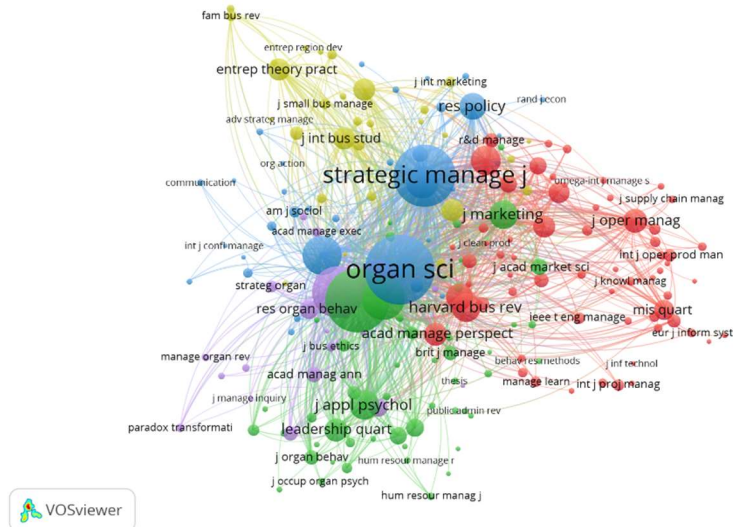 fam bus rev
entrep region dev
entrep theory pract
j int marketing
j small bus manage
res policy
rand j econ
adv strateg manage
j int bus stud
r&d manage
org action
strategic manage j
omega-int j manage s
communication
j supply chain manag
am j sociol
j marketing
j oper manag
acad manage exec
int j confl manage
j clean prod
int j oper prod man
organ sci
j acad market sci
strateg organ
j knowl manag
res organ behav
harvard bus rev
mis quart
ieee t eng manage
acad manage perspect
eur j inform syst
j bus ethics
brit j manage
manage organ rev
behav res methods
j inf technol
acad manag ann
thesis
manage learn
int j proj manag
j manage inquiry
j appl psychol
public admin rev
paradox transformati
leadership quart
j organ behav
hum resour manage r
j occup organ psych
hum resour manag j
VOSviewer